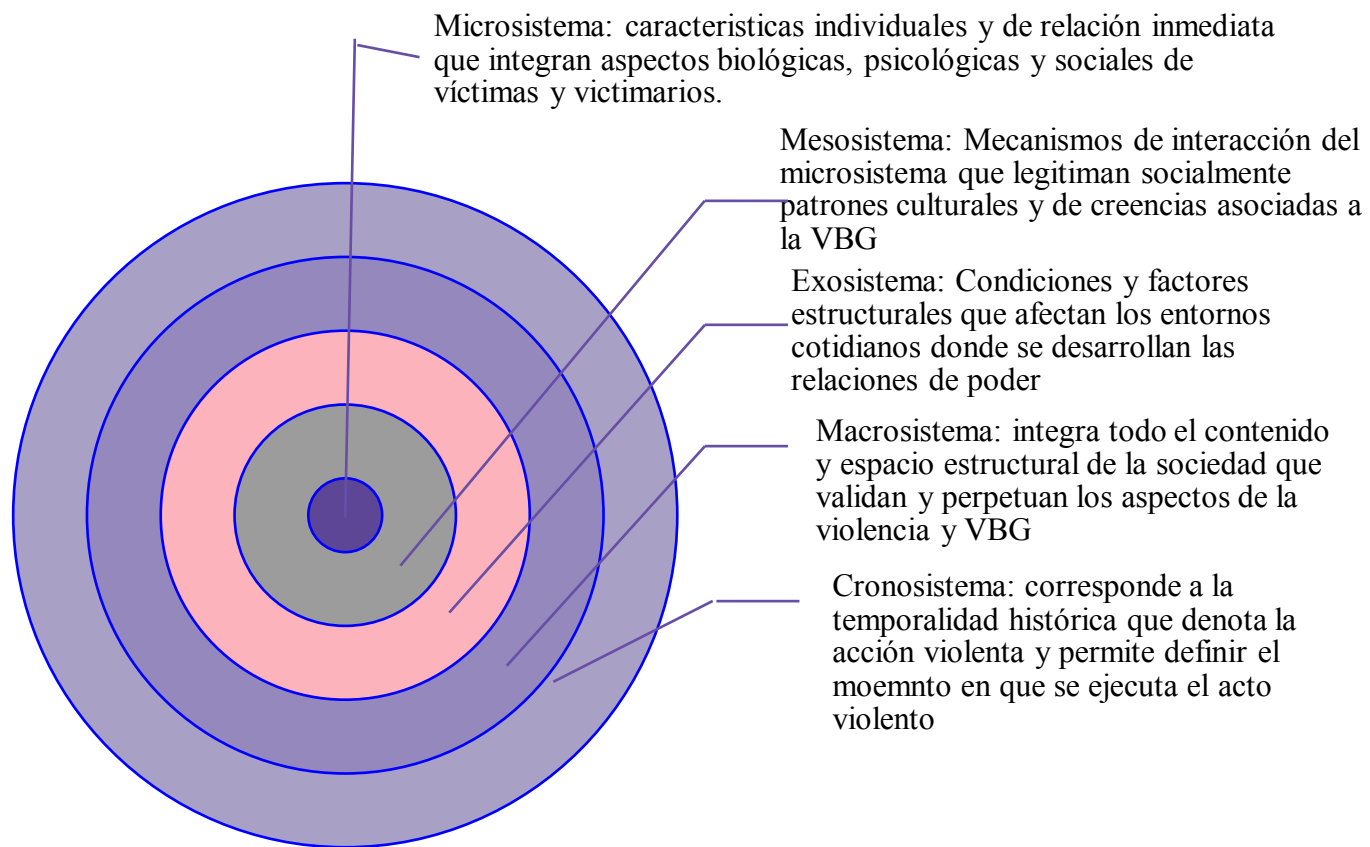 Microsistema: caracteristicas individuales y de relación inmediata
que integran aspectos biológicas, psicológicas y sociales de
víctimas y victimarios.
Mesosistema: Mecanismos de interacción del
microsistema que legitiman socialmente
patrones culturales y de creencias asociadas a
la VBG
Exosistema: Condiciones y factores
estructurales que afectan los entornos
cotidianos donde se desarrollan las
relaciones de poder
Macrosistema: integra todo el contenido
y espacio estructural de la sociedad que
validan y perpetuan los aspectos de la
violencia y VBG
Cronosistema: corresponde a la
temporalidad histórica que denota la
acción violenta y permite definir el
moemnto en que se ejecuta el acto
violento